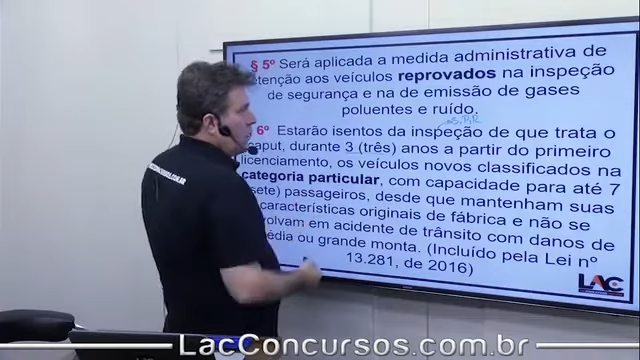 § 5º Será aplicada a medida administrativa de
etenção aos veículos reprovados na inspeção
de segurança e na de emissão de gases
poluentes e ruído.
6º Estarão isentos da inspeção de que trata o
caput, durante 3 (três) anos a partir do primeiro
licenciamento, os veículos novos classificados na
categoria particular, com capacidade para até 7
sete) passageiros, desde que mantenham suas
características originais de fábrica e não se
volvam em acidente de trânsito com danos de
édia ou grande monta. (Incluído pela Lei nº
13.281, de 2016)
LAC
LacConcursos.com.br